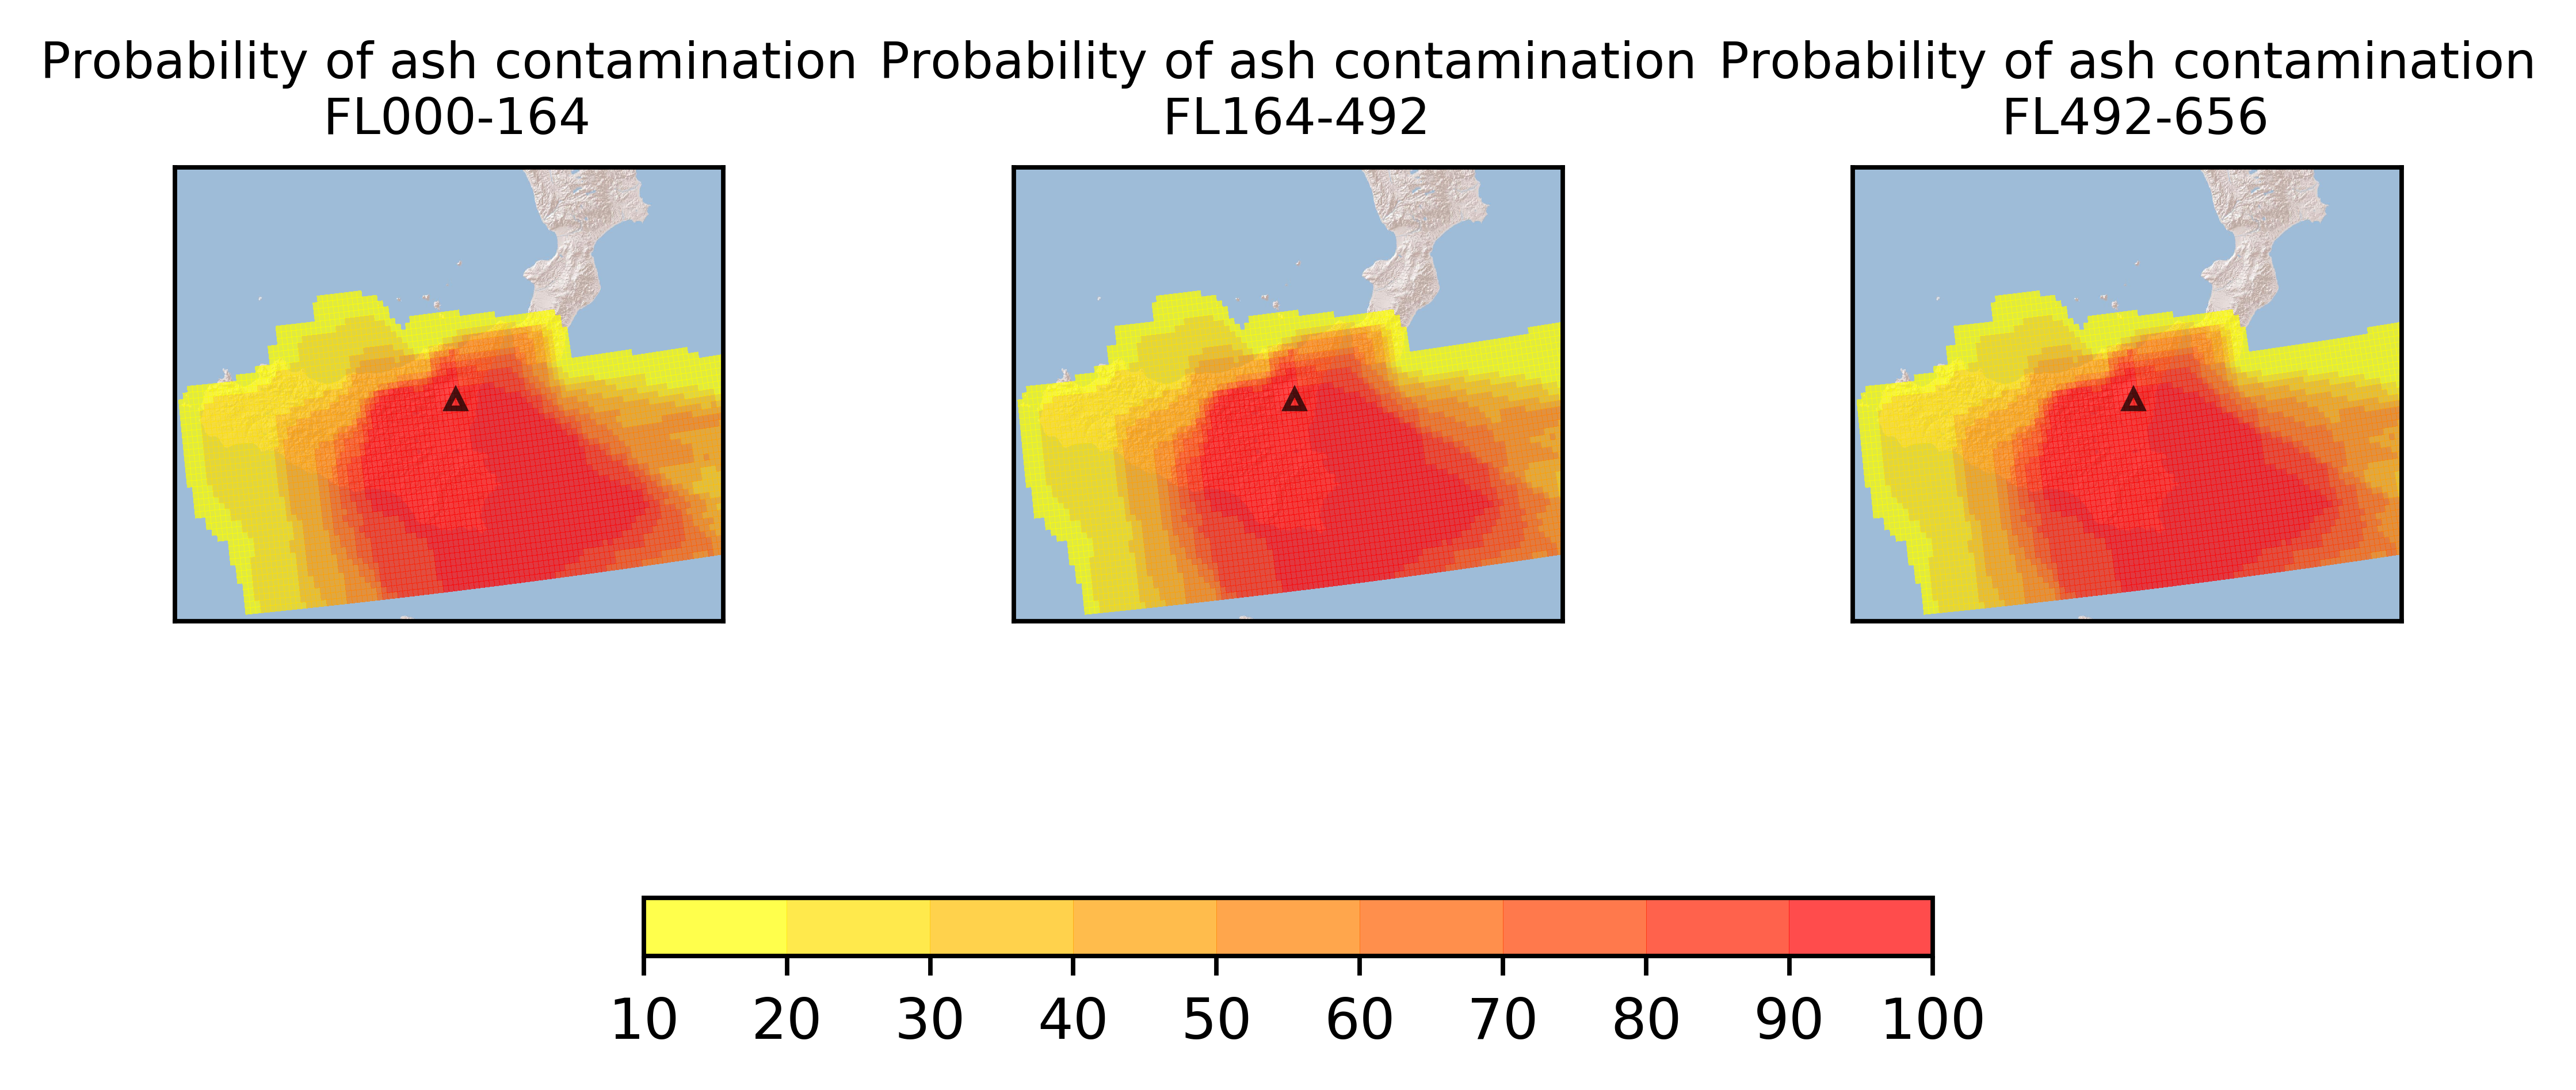 Probability of ash contamination
FL000-164
Probability of ash contamination
FL164-492
Probability of ash contamination
FL492-656
10 20 30 40 50 60 70 80 90 100